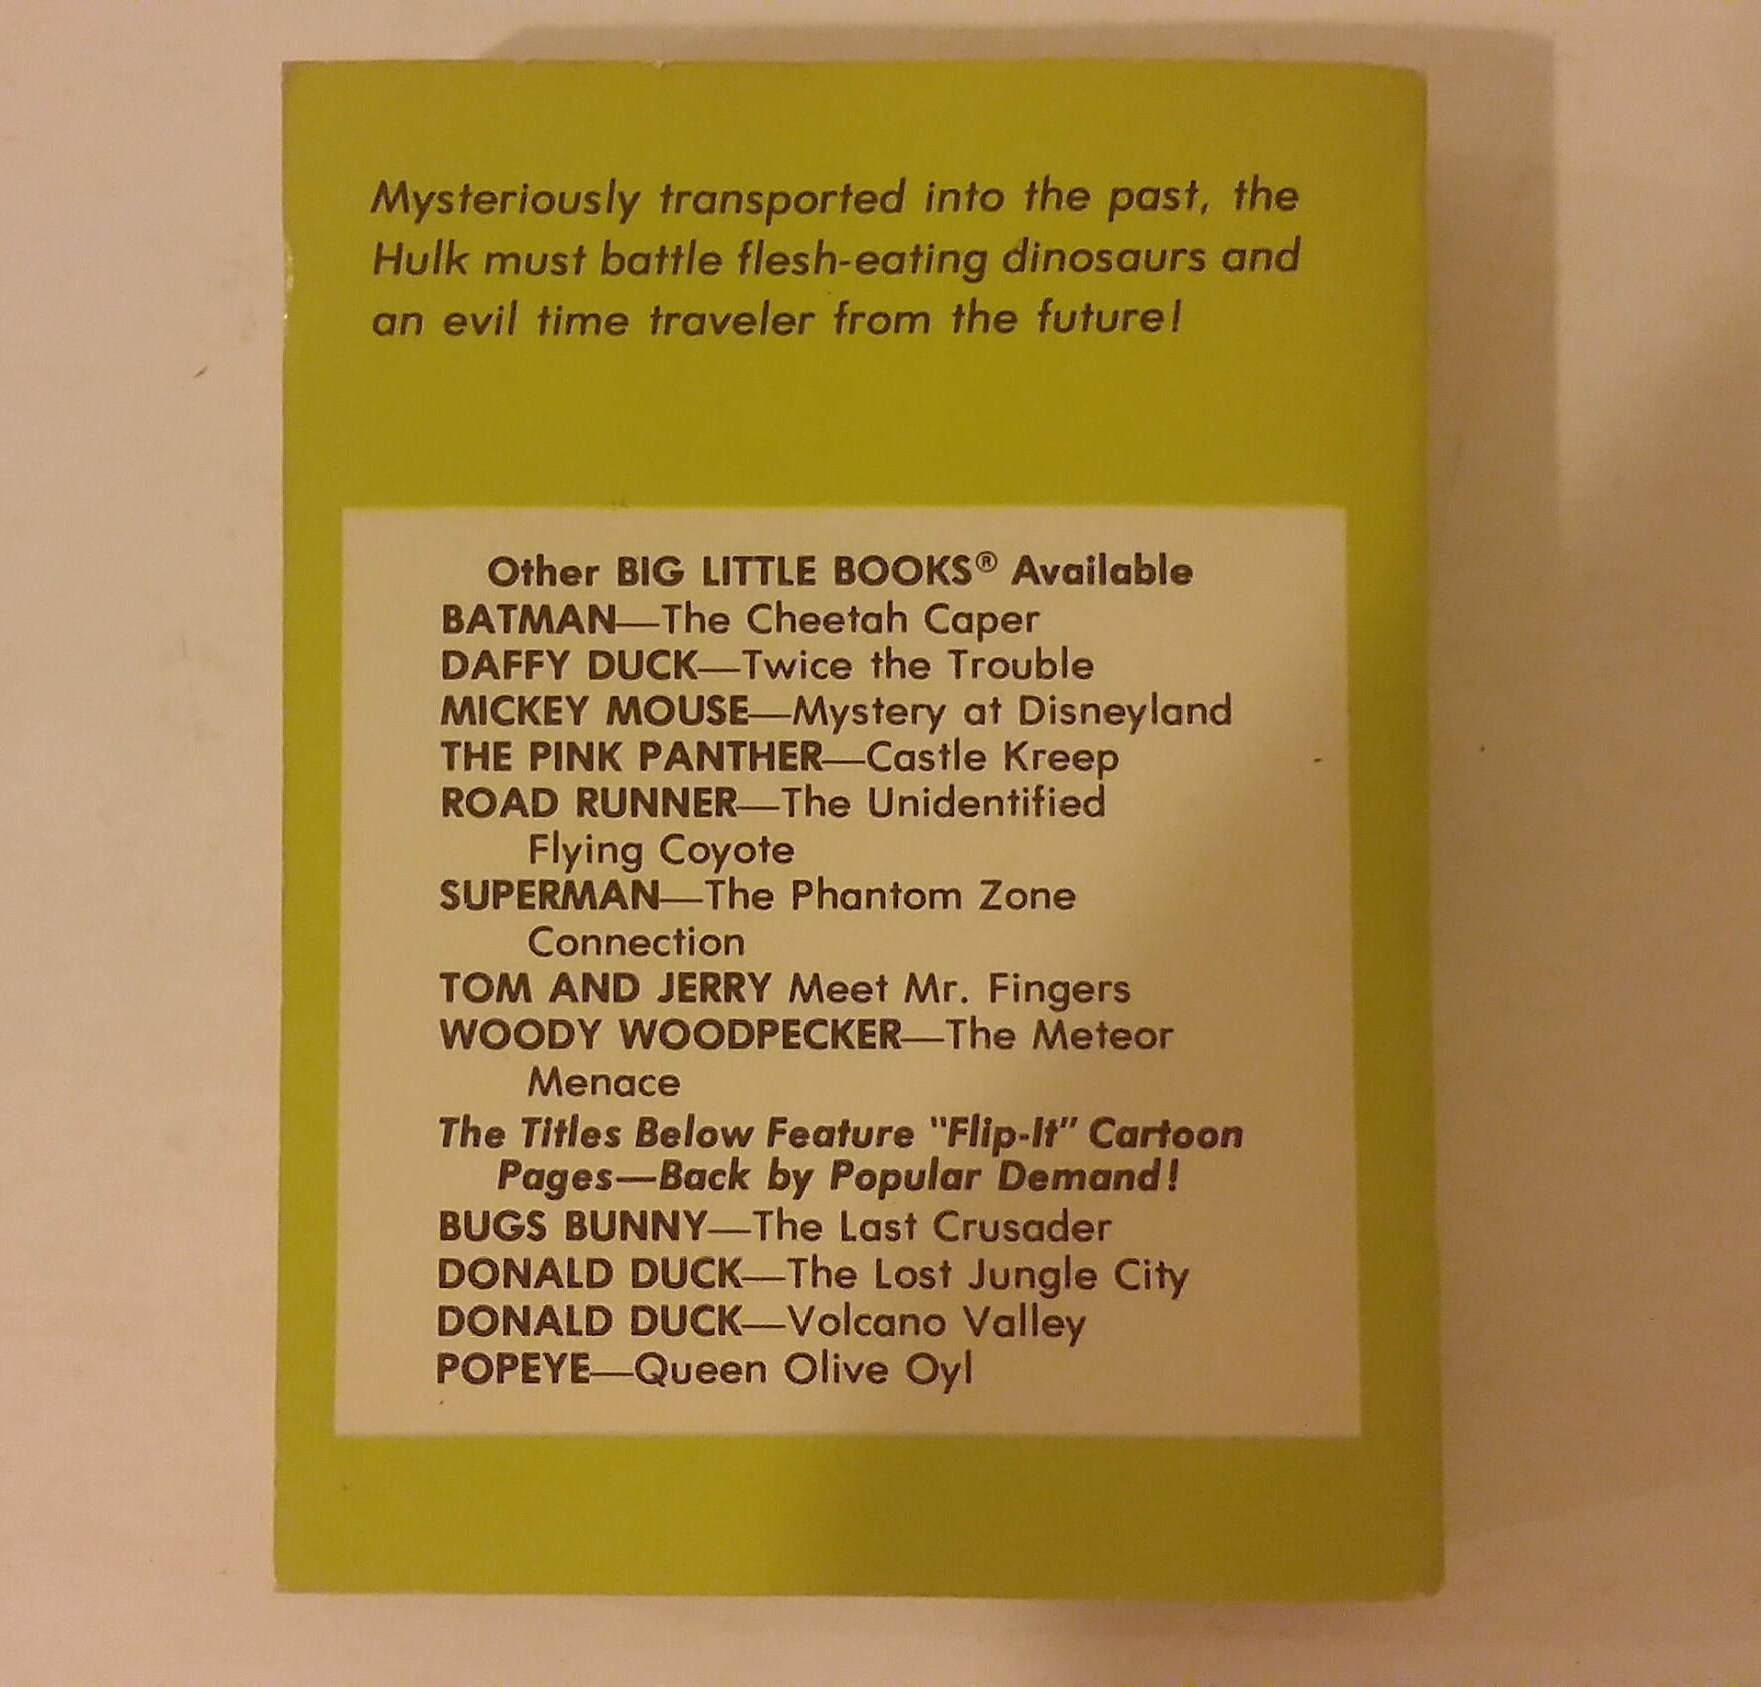 Mysteriously transported into the past, the
Hulk must battle flesh-eating dinosaurs and
an evil time traveler from the future!
Other BIG LITTLE BOOKS® Available
BATMAN—The Cheetah Caper
DAFFY DUCK—Twice the Trouble
MICKEY MOUSE—Mystery at Disneyland
THE PINK PANTHER—Castle Kreep
ROAD RUNNER—The Unidentified
Flying Coyote
SUPERMAN—The Phantom Zone
Connection
TOM AND JERRY Meet Mr. Fingers
WOODY WOODPECKER—The Meteor
Menace
The Titles Below Feature "Flip-It" Cartoon
Pages—Back by Popular Demand!
BUGS BUNNY—The Last Crusader
DONALD DUCK—The Lost Jungle City
DONALD DUCK—Volcano Valley
POPEYE—Queen Olive Oyl